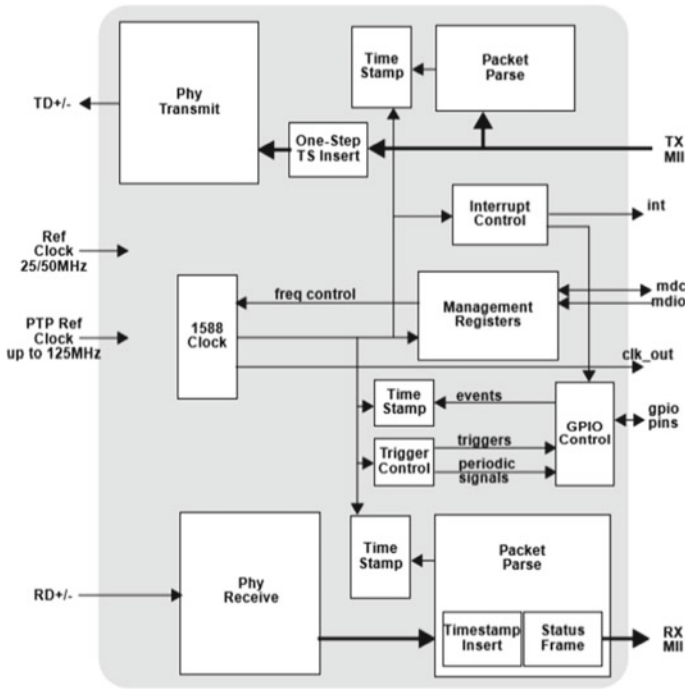 Time
Stamp
Packet
Parse
Phy
Transmit
TD+/-
One-Step
TS Insert
TX
MII
Interrupt
Control
int
Ref
Clock
25/50MHz
freq control
Management
Registers
mdc
mdio
1588
Clock
PTP Ref
Clock
up to 125MHz
clk_out
Time
Stamp
events
GPIO
Control
gpio
pins
Trigger
Control
triggers
periodic
signals
Time
Stamp
Packet
Parse
Phy
Receive
RD+/-
Timestamp
Insert
Status
Frame
RX
MII